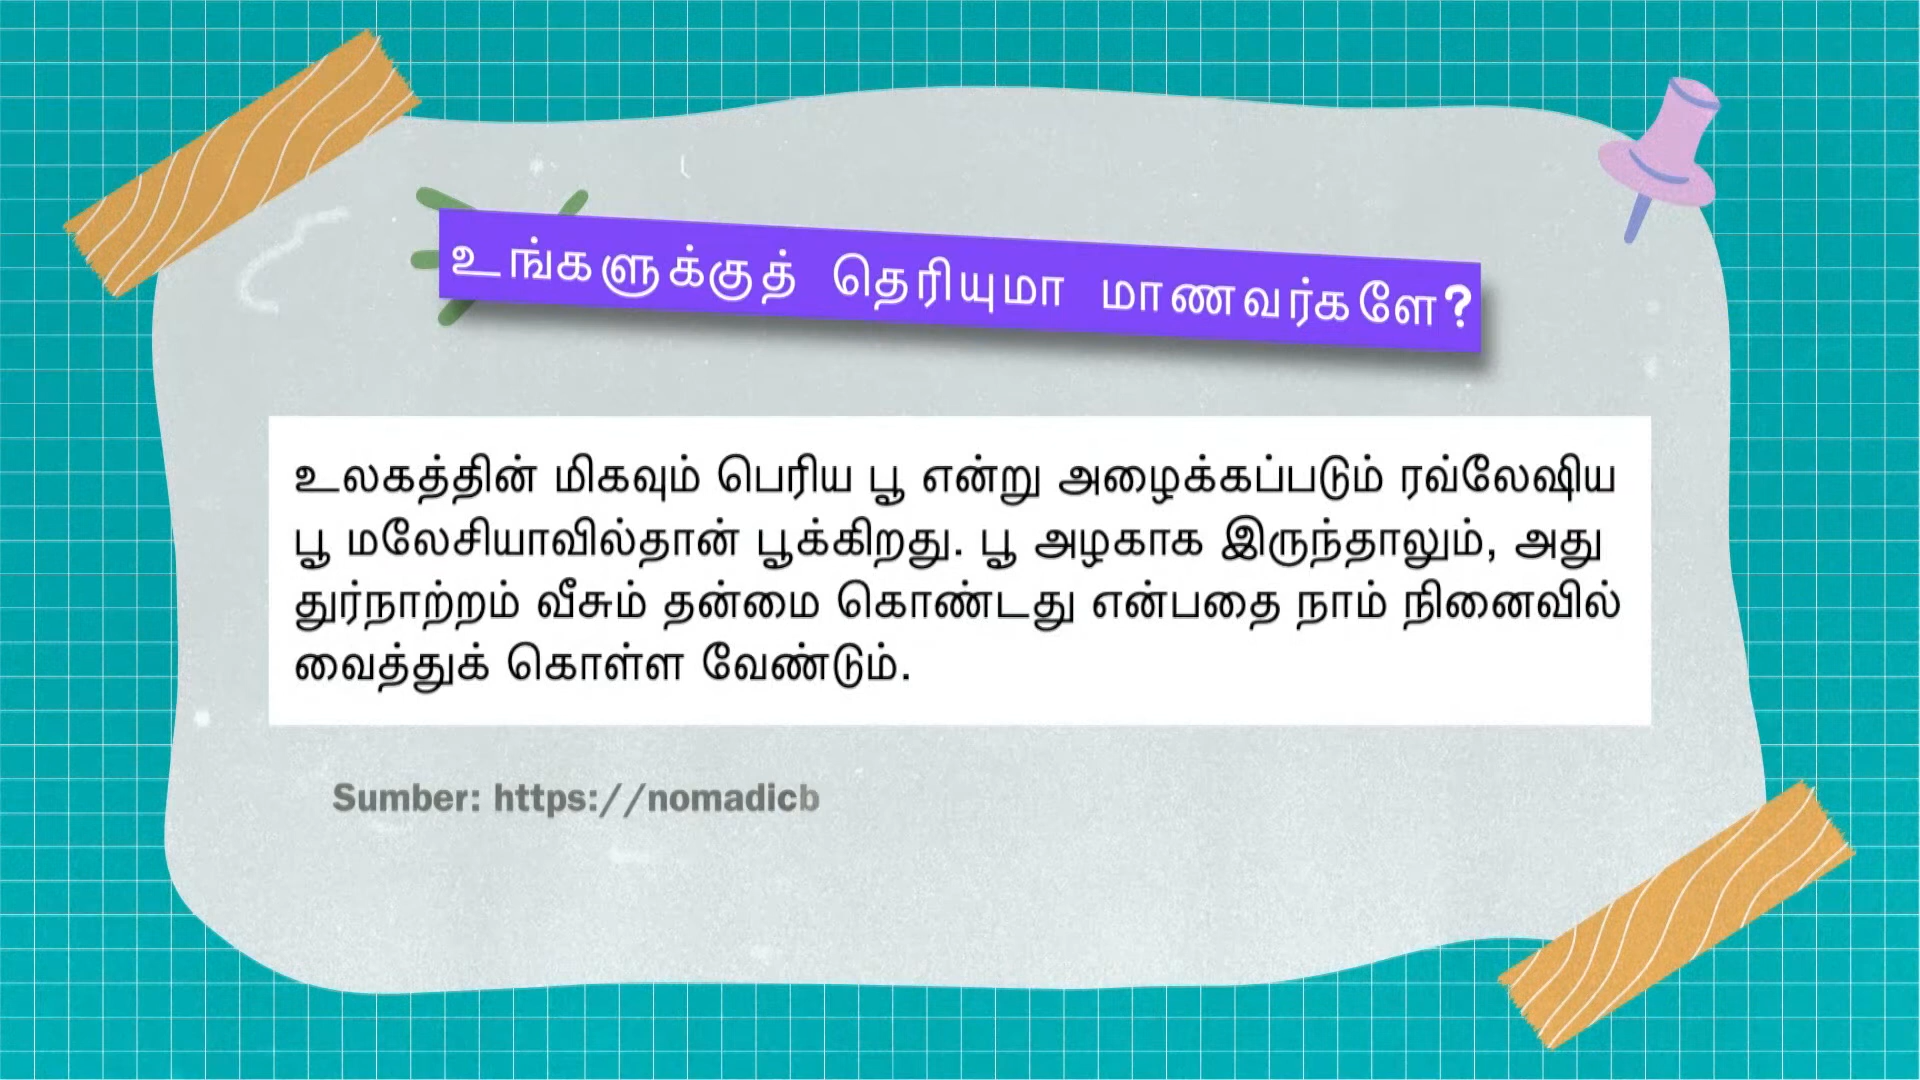 உங்களுக்குத் தெரியுமா மாணவர்களே?
உலகத்தின் மிகவும் பெரிய பூ என்று அழைக்கப்படும் ரவ்லேஷிய
பூ மலேசியாவில்தான் பூக்கிறது. பூ அழகாக இருந்தாலும், அது
துர்நாற்றம் வீசும் தன்மை கொண்டது என்பதை நாம் நினைவில்
வைத்துக் கொள்ள வேண்டும்.
Sumber: https://nomadicb